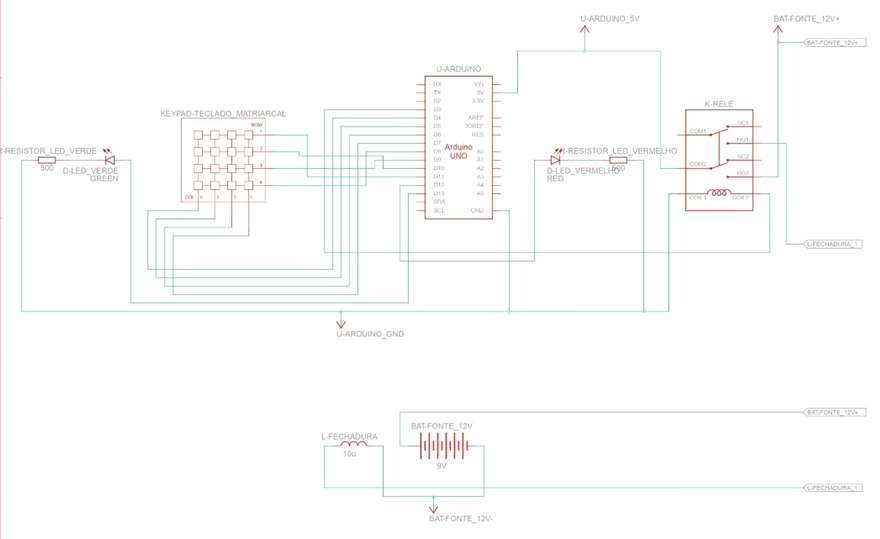 U-ARDUINO_5V
BAT-FONTE_12V+
BAT-FONTE_12V+
U-ARDUINO
RX
TX
D2
D3
D4
D5
D6
D7
D8
D9
D10
D11
D12
D13
SDA
SCL
VIN
5V
3.3V
AREF
IOREF
RES
A0
A1
A2
A3
A4
A5
GND
Arduino
UNO
KEYPAD-TECLADO_MATRIARCAL
ROW
1
2
3
4
COL
4
3
2
1
R-RESISTOR_LED_VERDE
500
D-LED_VERDE
GREEN
R-RESISTOR_LED_VERMELHO
500
D-LED_VERMELHO
RED
K-RELE
COM1
NC1
NO1
COM2
NC2
NO2
COIL1
COIL2
L-FECHADURA_1
U-ARDUINO_GND
BAT-FONTE_12V+
L-FECHADURA
10u
BAT-FONTE_12V
9V
L-FECHADURA_1
BAT-FONTE_12V-